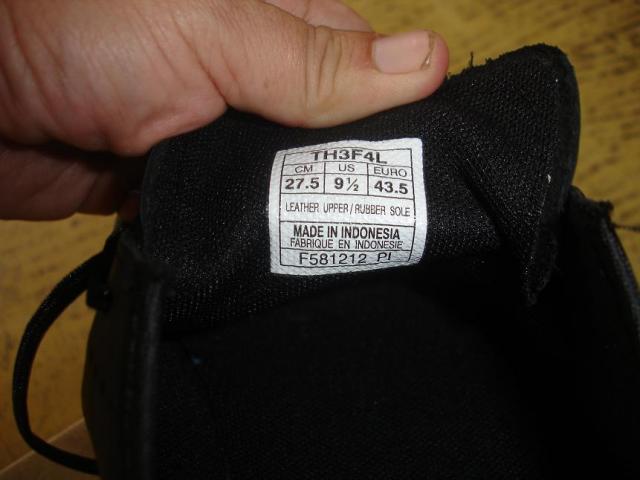 TH3F4L
CM US EURO
27.5 9½ 43.5
LEATHER UPPER / RUBBER SOLE
MADE IN INDONESIA
FABRIQUE EN INDONESIE
F581212 PI